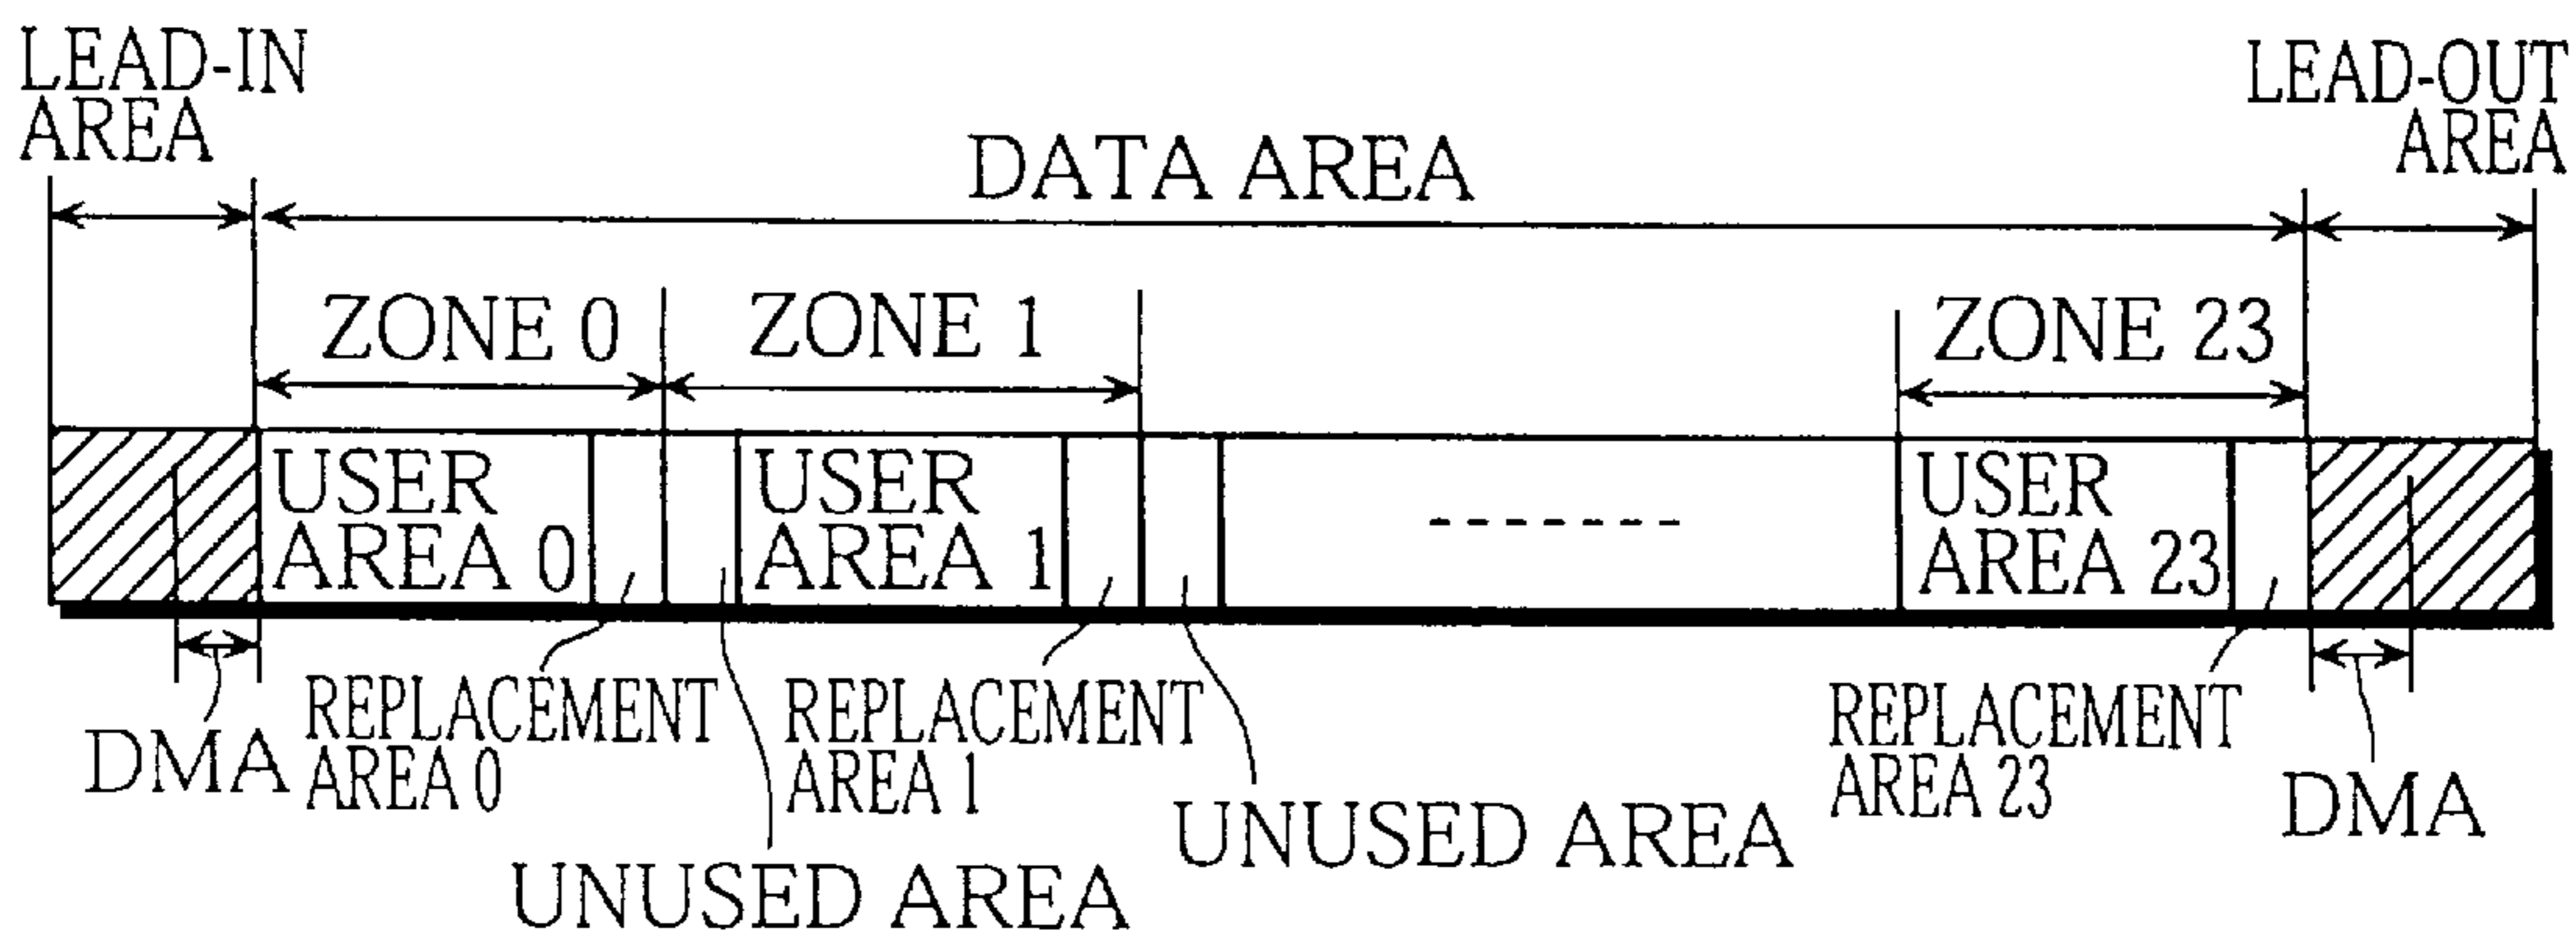 LEAD-IN
AREA
LEAD-OUT
AREA
DATA AREA
ZONE 0
ZONE 1
ZONE 23
USER
AREA 0
USER
AREA 1
-------
USER
AREA 23
DMA
REPLACEMENT
AREA 0
UNUSED AREA
REPLACEMENT
AREA 1
UNUSED AREA
REPLACEMENT
AREA 23
DMA